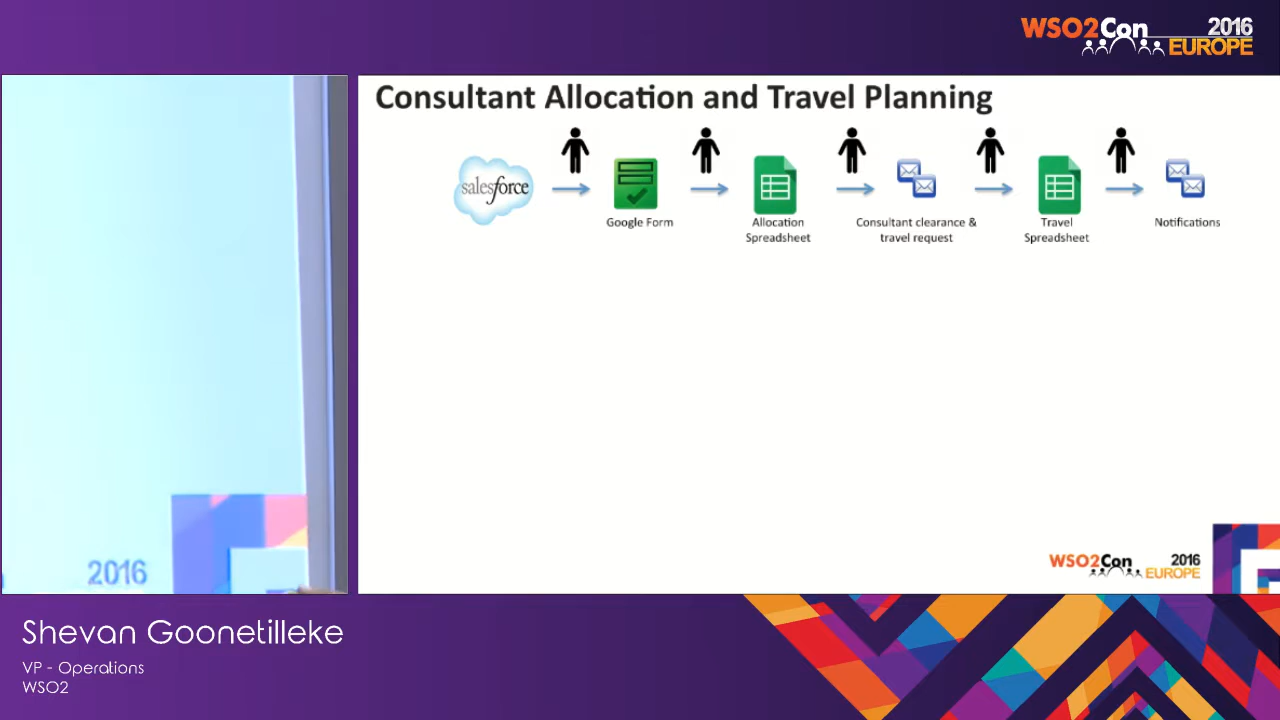 WSO2Con 2016
EUROPE
Consultant Allocation and Travel Planning
salesforce
Google Form
Allocation
Spreadsheet
Consultant clearance &
travel request
Travel
Spreadsheet
Notifications
2016
WSO2Con 2016
EUROPE
Shevan Goonetilleke
VP - Operations
WSO2